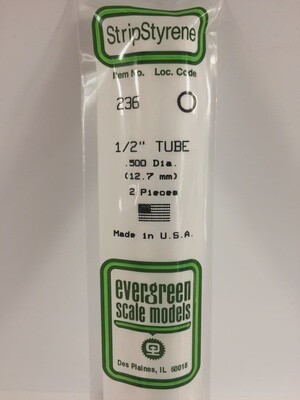 StripStyrene
Item No. Loc. Code
236
1/2" TUBE
.500 Dia.
(12.7 mm)
2 Pieces
Made in U.S.A.
evergreen
scale models
Des Plaines, IL 60018